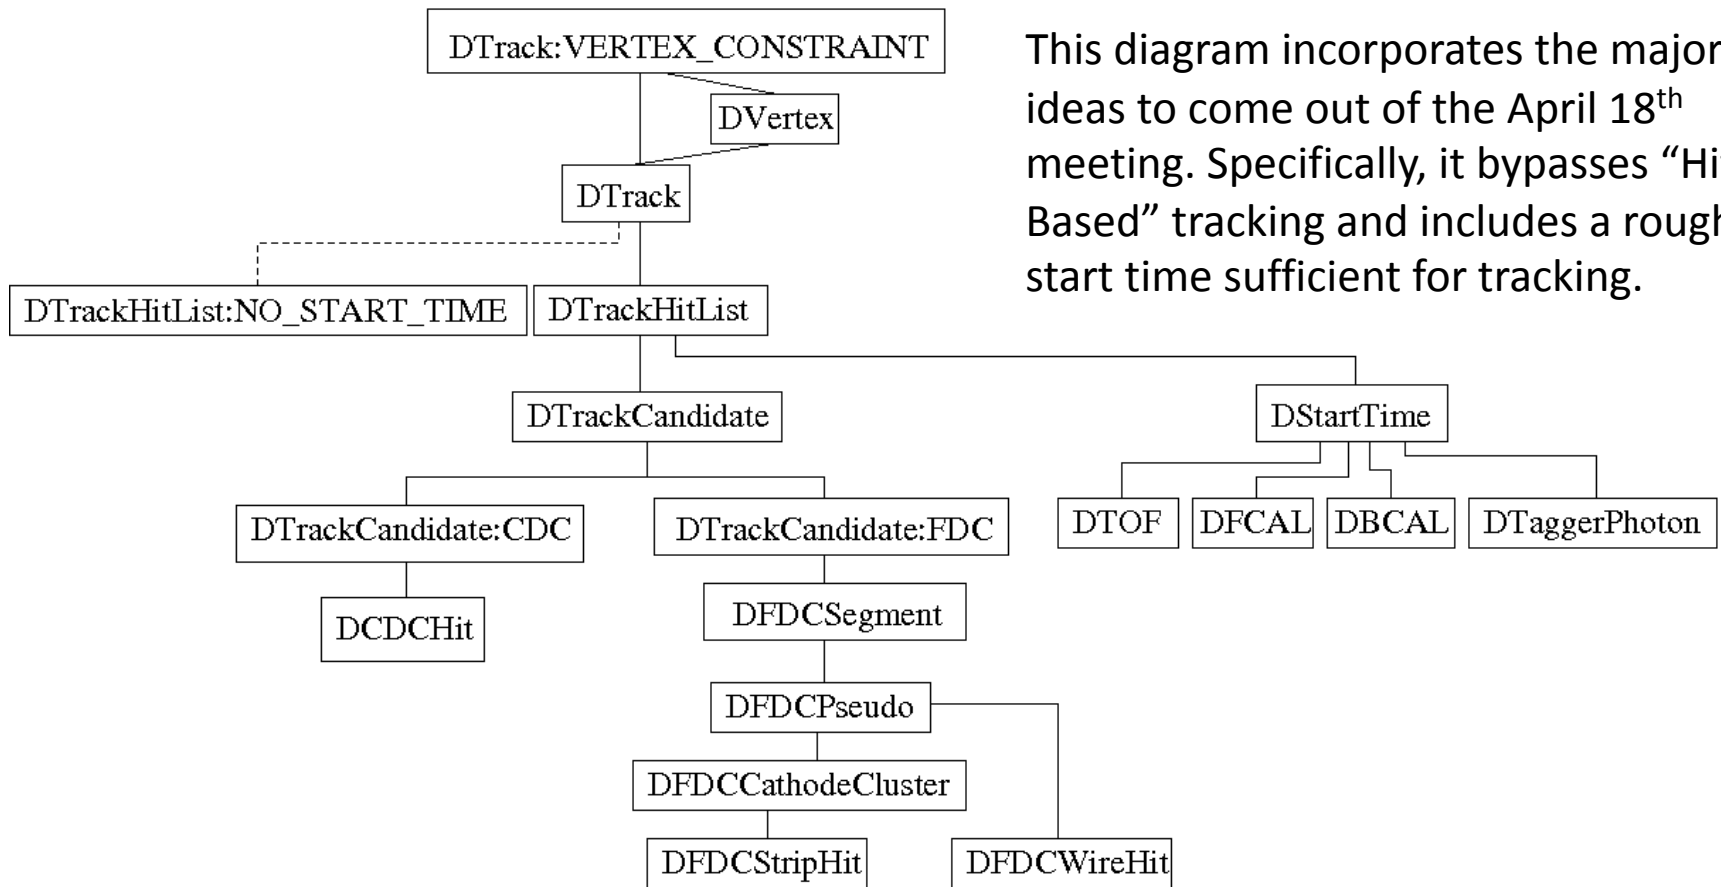 DTrack:VERTEX_CONSTRAINT
This diagram incorporates the major
ideas to come out of the April 18th
meeting. Specifically, it bypasses “Hi
Based” tracking and includes a rough
start time sufficient for tracking.
DVertex
DTrack
DTrackHitList:NO_START_TIME
DTrackHitList
DTrackCandidate
DStartTime
DTrackCandidate:CDC
DTrackCandidate:FDC
DTOF
DFCAL
DBCAL
DTaggerPhoton
DCDCHit
DFDCSegment
DFDCPseudo
DFDCCathodeCluster
DFDCStripHit
DFDCWireHit